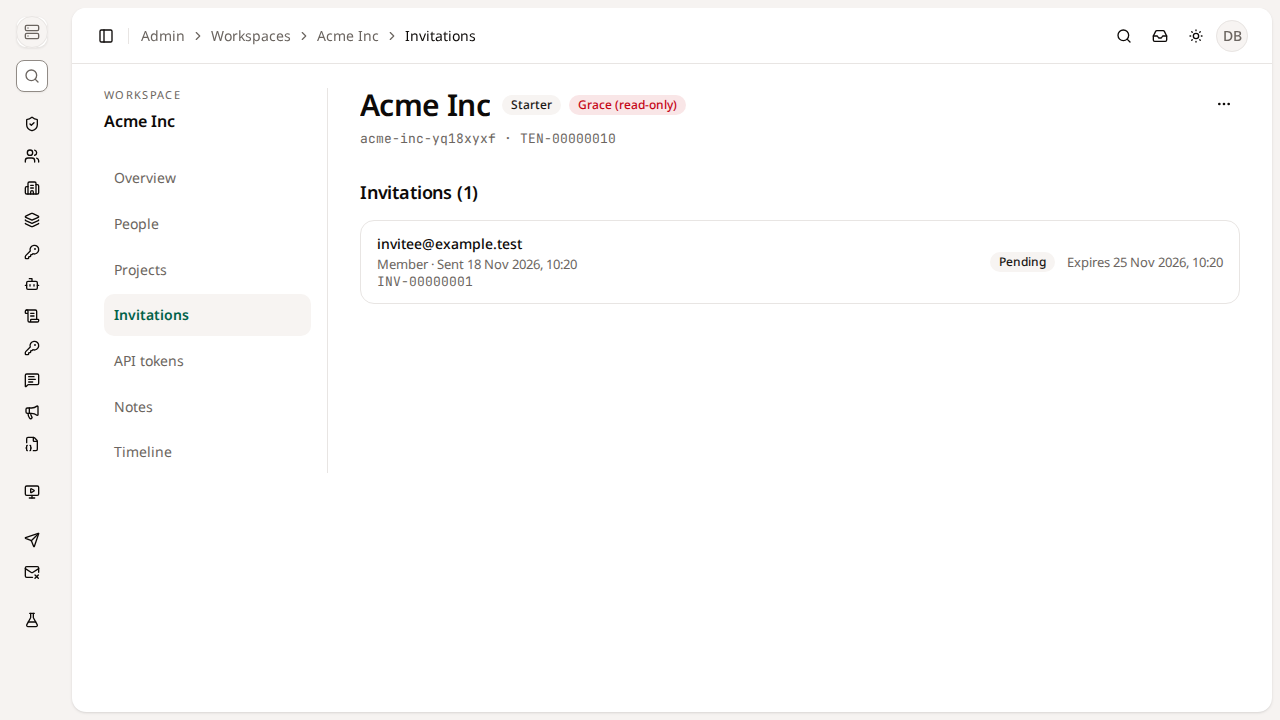 Admin > Workspaces > Acme Inc > Invitations
DB
WORKSPACE
Acme Inc
Overview
People
Projects
Invitations
API tokens
Notes
Timeline
Acme Inc Starter Grace (read-only)
acme-inc-yq18xyxf · TEN-00000010
Invitations (1)
invitee@example.test
Member · Sent 18 Nov 2026, 10:20
INV-00000001
Pending Expires 25 Nov 2026, 10:20